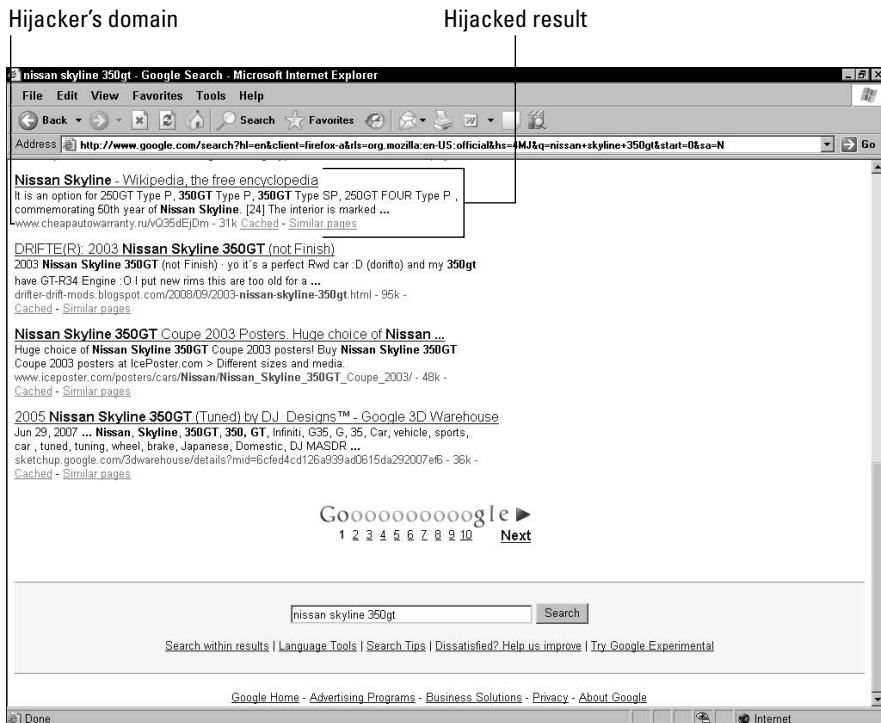 Hijacker's domain
Hijacked result
nissan skyline 350gt - Google Search - Microsoft Internet Explorer
File Edit View Favorites Tools Help
Back Search Favorites
Address http://www.google.com/search?hl=en&client=firefox-a&rls=org.mozilla:en-US:official&hs=4MJ&q=nissan+skyline+350gt&start=0&sa=N Go
Nissan Skyline - Wikipedia, the free encyclopedia
It is an option for 250GT Type P, 350GT Type P, 350GT Type SP, 250GT FOUR Type P ,
commemorating 50th year of Nissan Skyline. [24] The interior is marked ...
www.cheapautowarranty.ru/vQ35dEjDm - 31k Cached - Similar pages
DRIFTE(R): 2003 Nissan Skyline 350GT (not Finish)
2003 Nissan Skyline 350GT (not Finish) · yo it´s a perfect Rwd car :D (dorifto) and my 350gt
have GT-R34 Engine :O I put new rims this are too old for a ...
drifter-drift-mods.blogspot.com/2008/09/2003-nissan-skyline-350gt.html - 95k -
Cached - Similar pages
Nissan Skyline 350GT Coupe 2003 Posters. Huge choice of Nissan ...
Huge choice of Nissan Skyline 350GT Coupe 2003 posters! Buy Nissan Skyline 350GT
Coupe 2003 posters at IcePoster.com > Different sizes and media.
www.iceposter.com/posters/cars/Nissan/Nissan_Skyline_350GT_Coupe_2003/ - 48k -
Cached - Similar pages
2005 Nissan Skyline 350GT (Tuned) by DJ_Designs™ - Google 3D Warehouse
Jun 29, 2007 ... Nissan, Skyline, 350GT, 350, GT, Infiniti, G35, G, 35, Car, vehicle, sports,
car , tuned, tuning, wheel, brake, Japanese, Domestic, DJ MASDR ...
sketchup.google.com/3dwarehouse/details?mid=6cfed4cd126a939ad0615da292007ef6 - 36k -
Cached - Similar pages
Goooooooooogle
1 2 3 4 5 6 7 8 9 10 Next
nissan skyline 350gt Search
Search within results | Language Tools | Search Tips | Dissatisfied? Help us improve | Try Google Experimental
Google Home - Advertising Programs - Business Solutions - Privacy - About Google
Done Internet